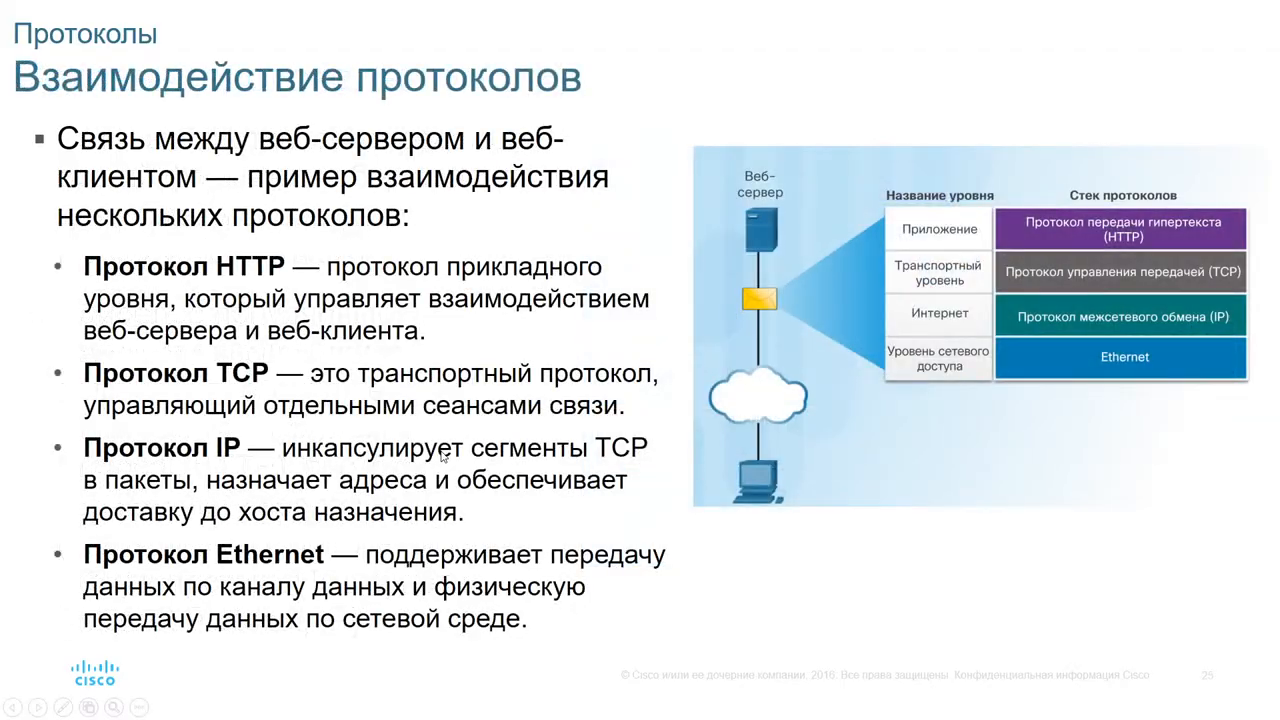 Протоколы
Взаимодействие протоколов
Связь между веб-сервером и веб-
клиентом — пример взаимодействия
нескольких протоколов:
Протокол HTTP — протокол прикладного
уровня, который управляет взаимодействием
веб-сервера и веб-клиента.
Протокол TCP — это транспортный протокол,
управляющий отдельными сеансами связи.
Протокол IP — инкапсулирует сегменты TCP
в пакеты, назначает адреса и обеспечивает
доставку до хоста назначения.
Протокол Ethernet — поддерживает передачу
данных по каналу данных и физическую
передачу данных по сетевой среде.
Веб-
сервер
Название уровня
Стек протоколов
Приложение
Протокол передачи гипертекста
(HTTP)
Транспортный
уровень
Протокол управления передачей (TCP)
Интернет
Протокол межсетевого обмена (IP)
Уровень сетевого
доступа
Ethernet
CISCO
© Cisco и/или ее дочерние компании, 2016. Все права защищены. Конфиденциальная информация Cisco
25